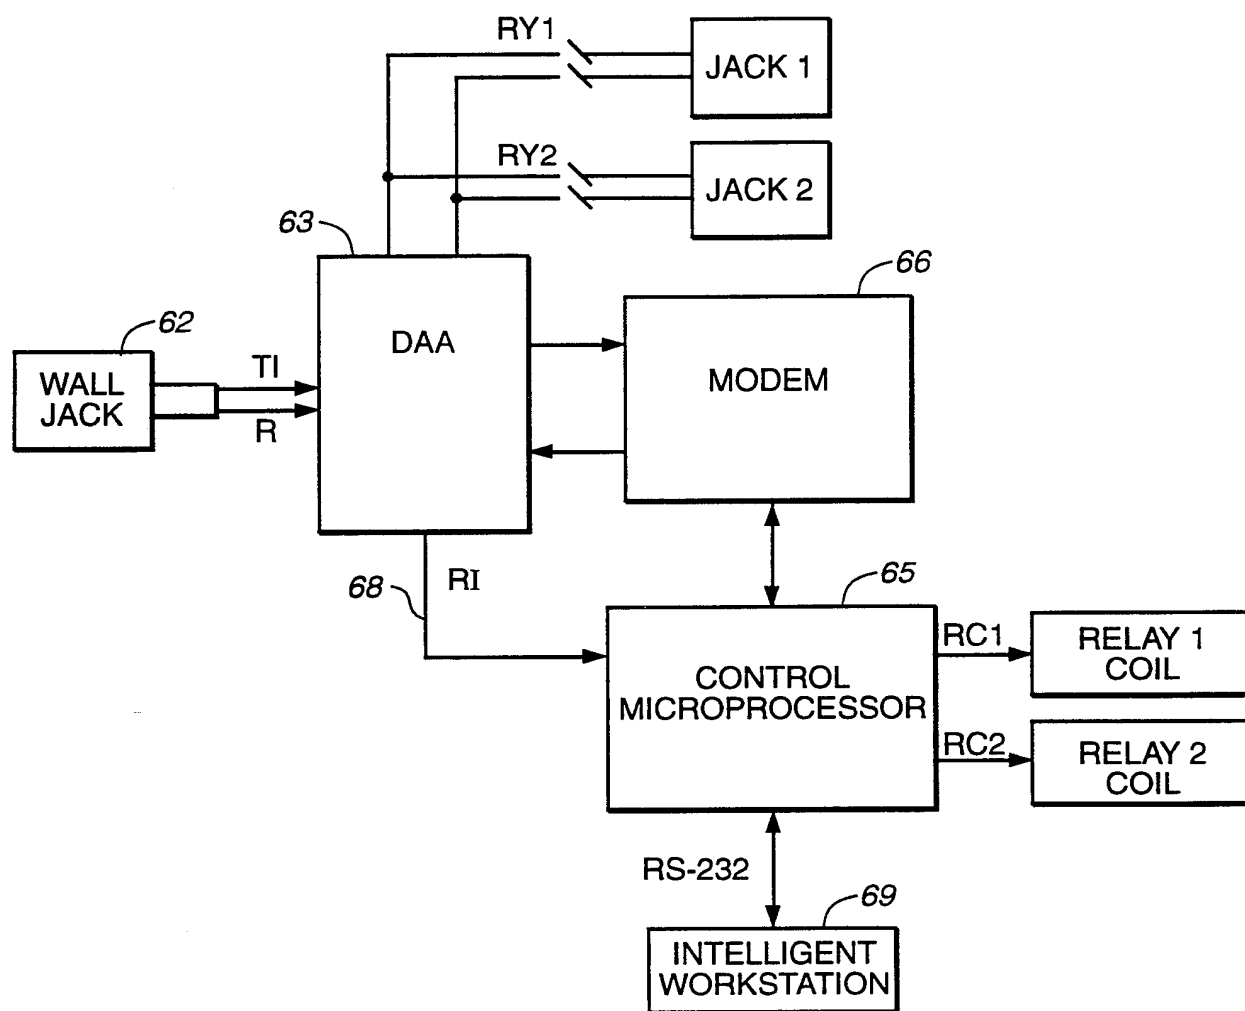 RY1
JACK 1
RY2
JACK 2
63
66
62
DAA
WALL
JACK
TI
R
MODEM
68
RI
65
CONTROL
MICROPROCESSOR
RC1
RELAY 1
COIL
RC2
RELAY 2
COIL
RS-232
69
INTELLIGENT
WORKSTATION